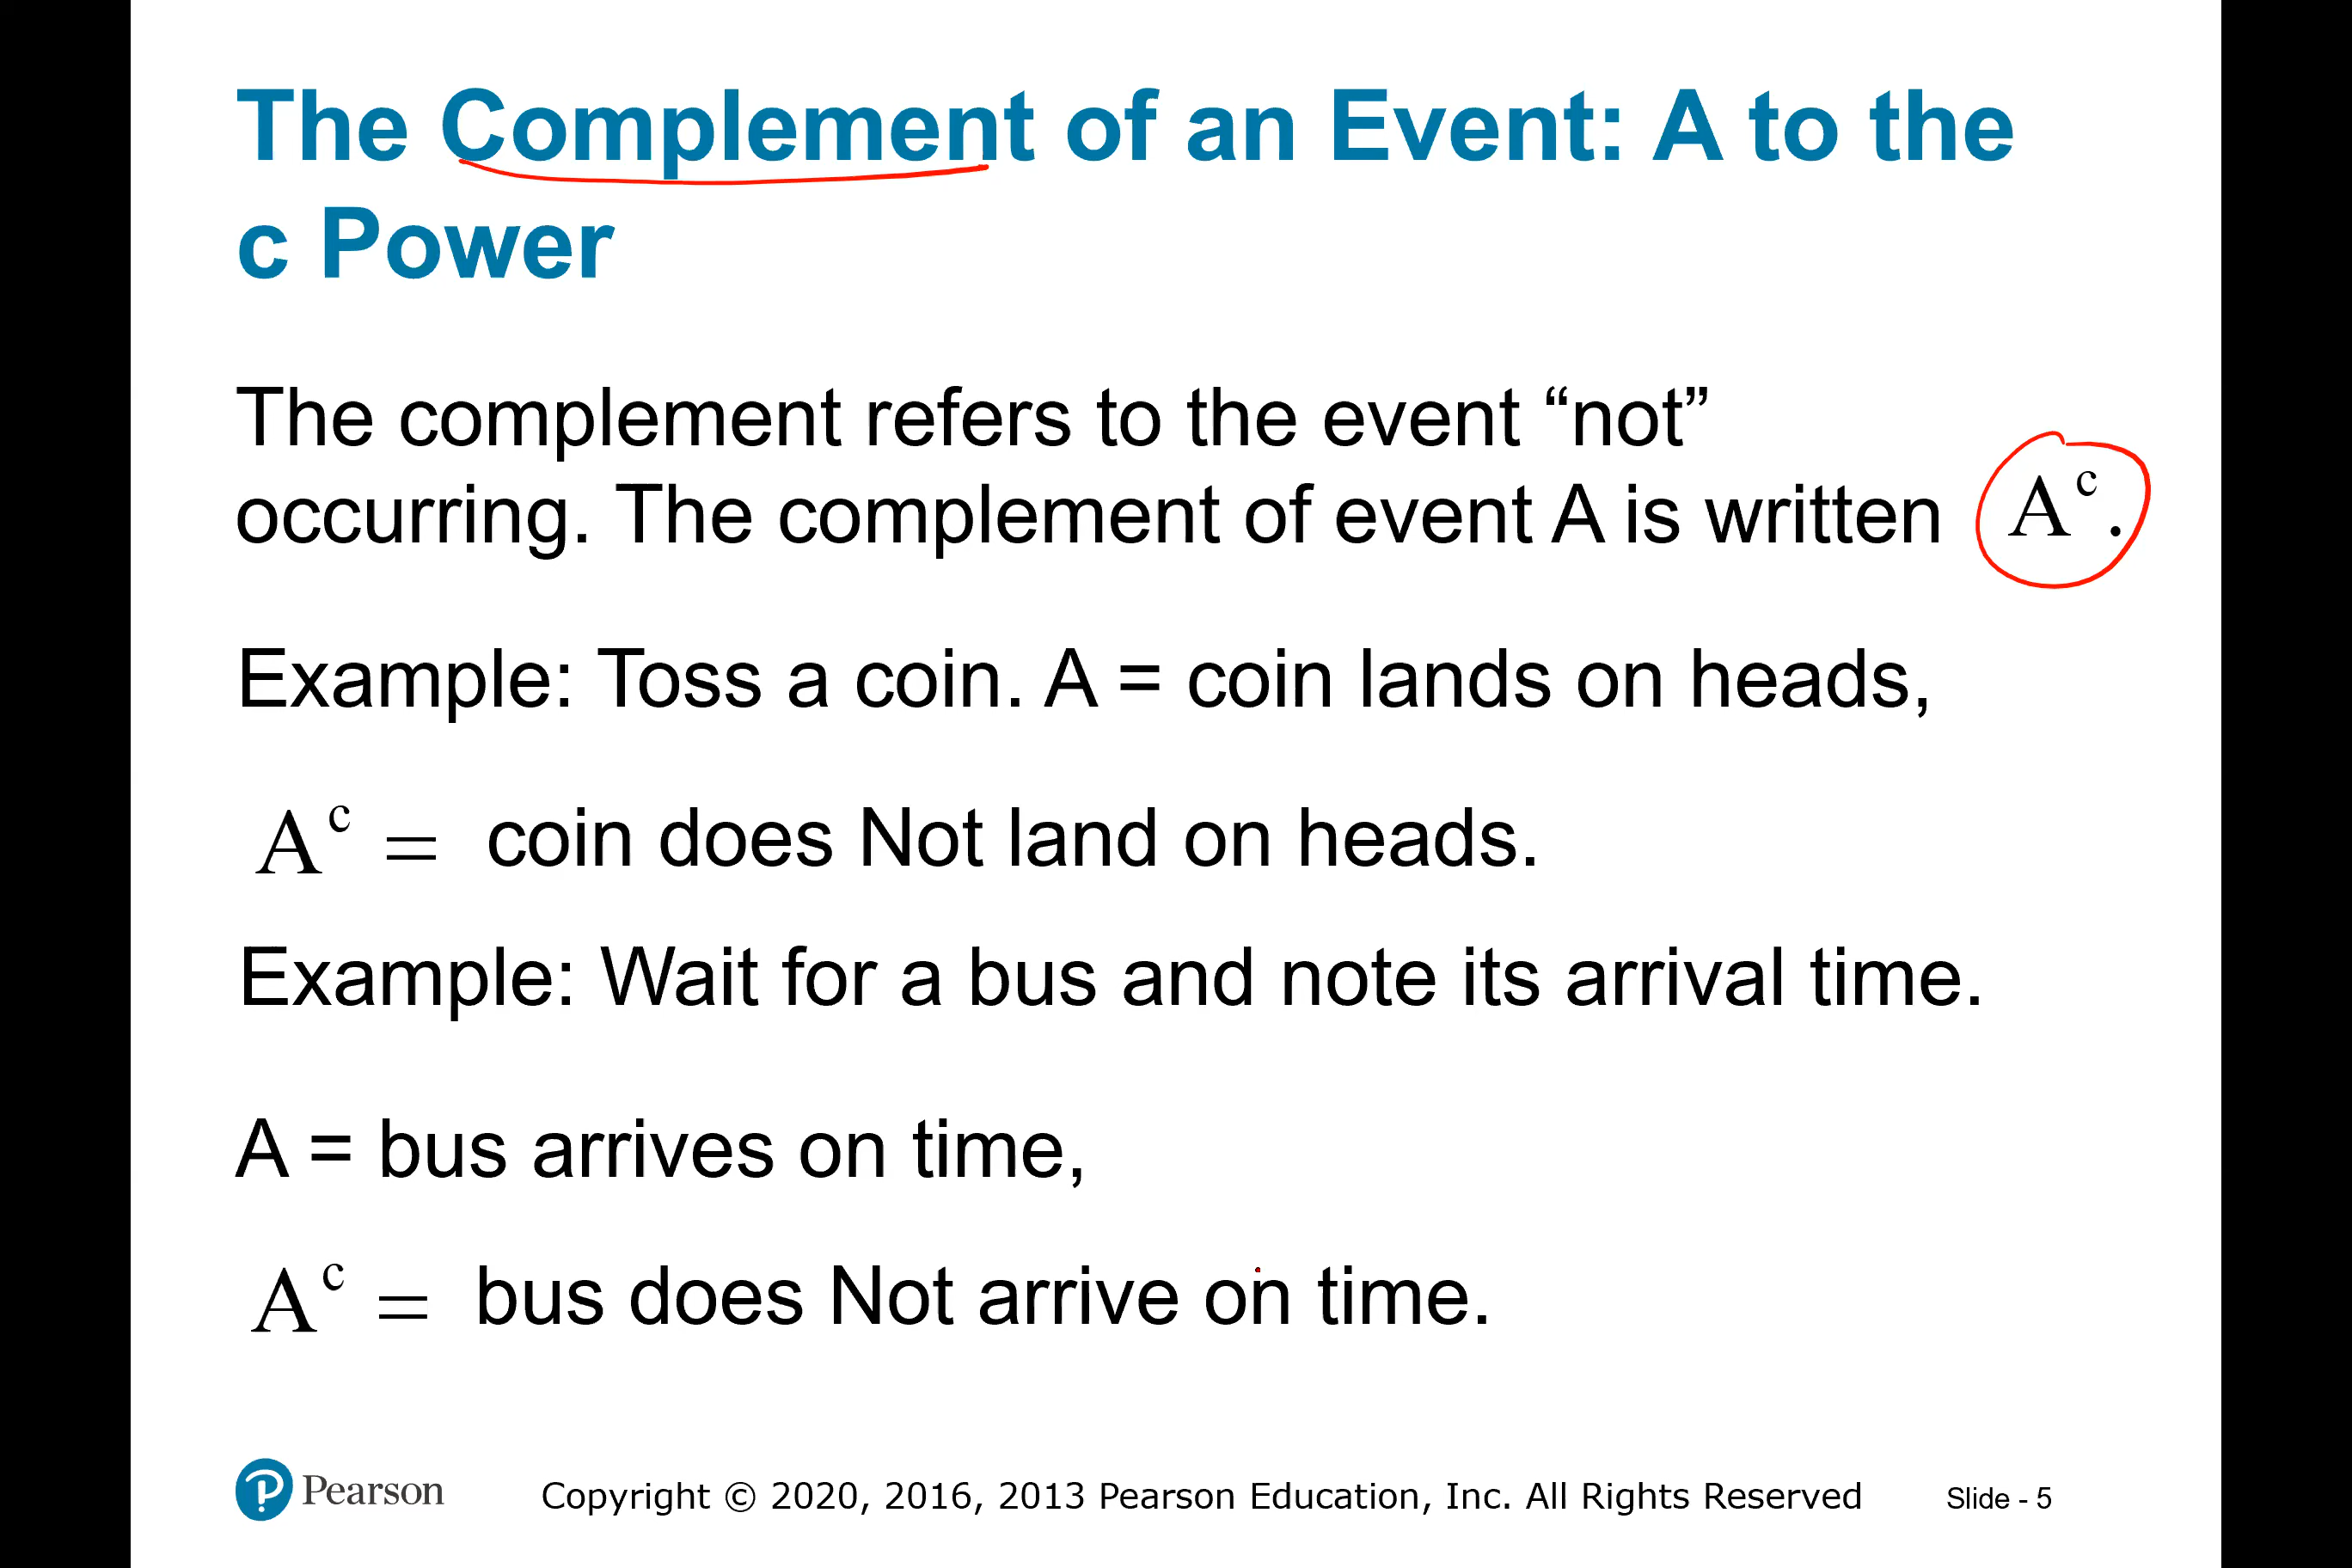 The Complement of an Event: A to the
c Power
The complement refers to the event “not”
occurring. The complement of event A is written Aᶜ.
Example: Toss a coin. A = coin lands on heads,
Aᶜ = coin does Not land on heads.
Example: Wait for a bus and note its arrival time.
A = bus arrives on time,
Aᶜ = bus does Not arrive on time.
Pearson Copyright © 2020, 2016, 2013 Pearson Education, Inc. All Rights Reserved Slide - 5